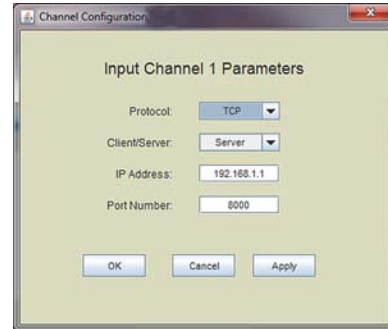 Channel Configuration
Input Channel 1 Parameters
Protocol: TCP
Client/Server: Server
IP Address: 192.168.1.1
Port Number: 8000
OK Cancel Apply